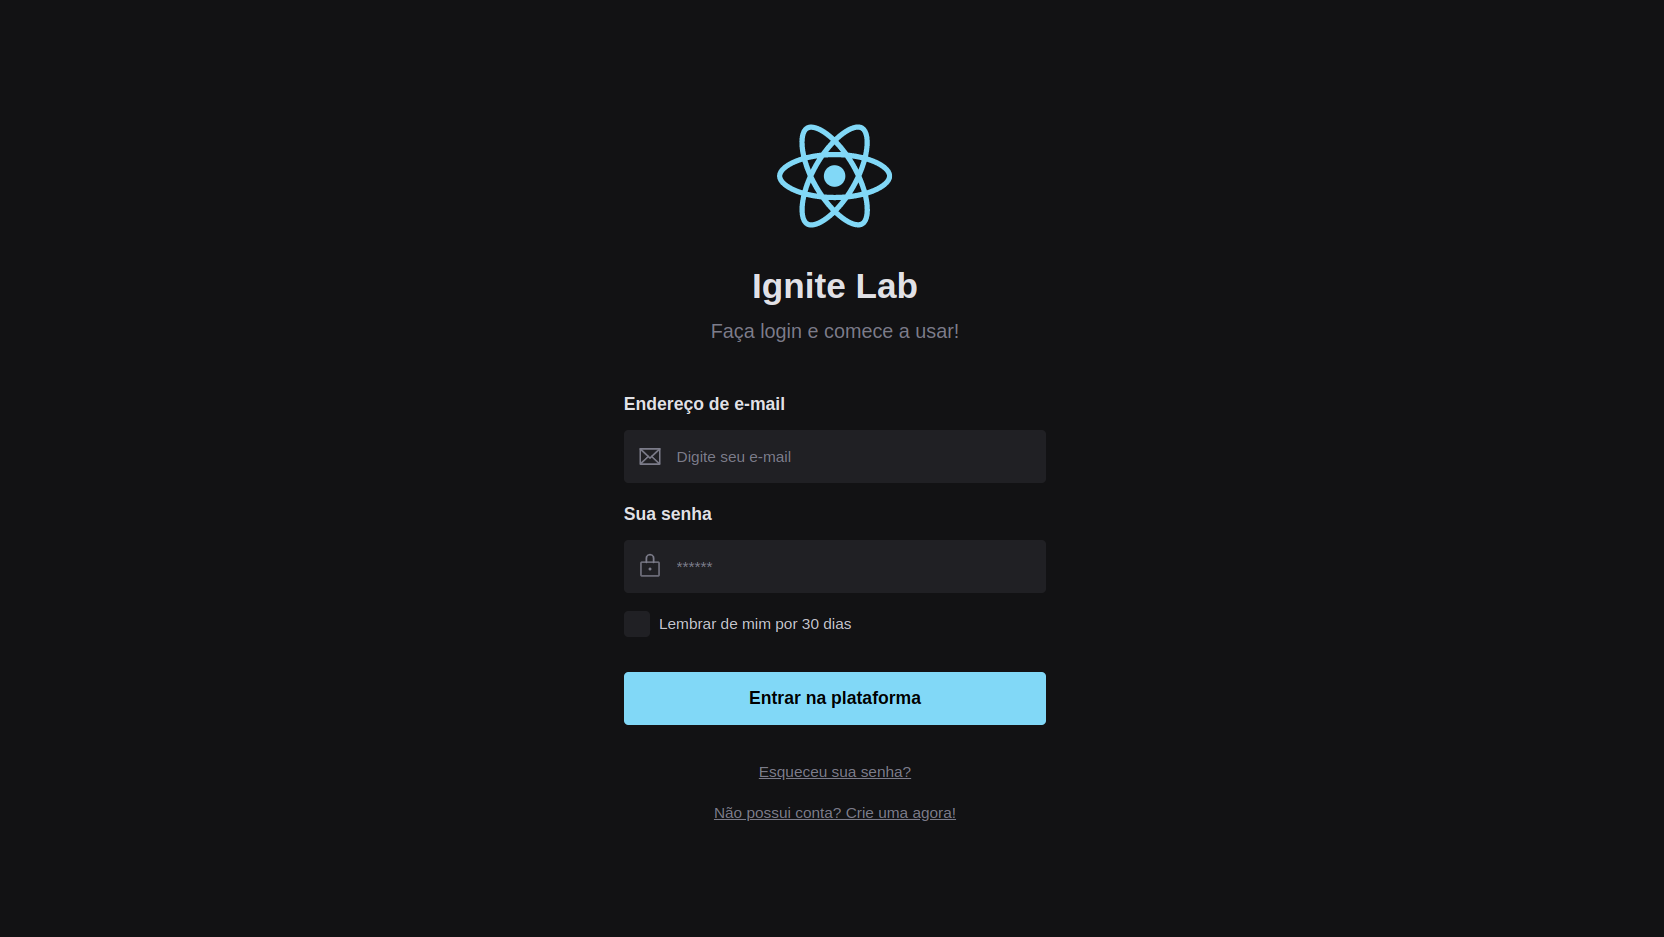 Ignite Lab
Faça login e comece a usar!
Endereço de e-mail
Digite seu e-mail
Sua senha
******
Lembrar de mim por 30 dias
Entrar na plataforma
Esqueceu sua senha?
Não possui conta? Crie uma agora!